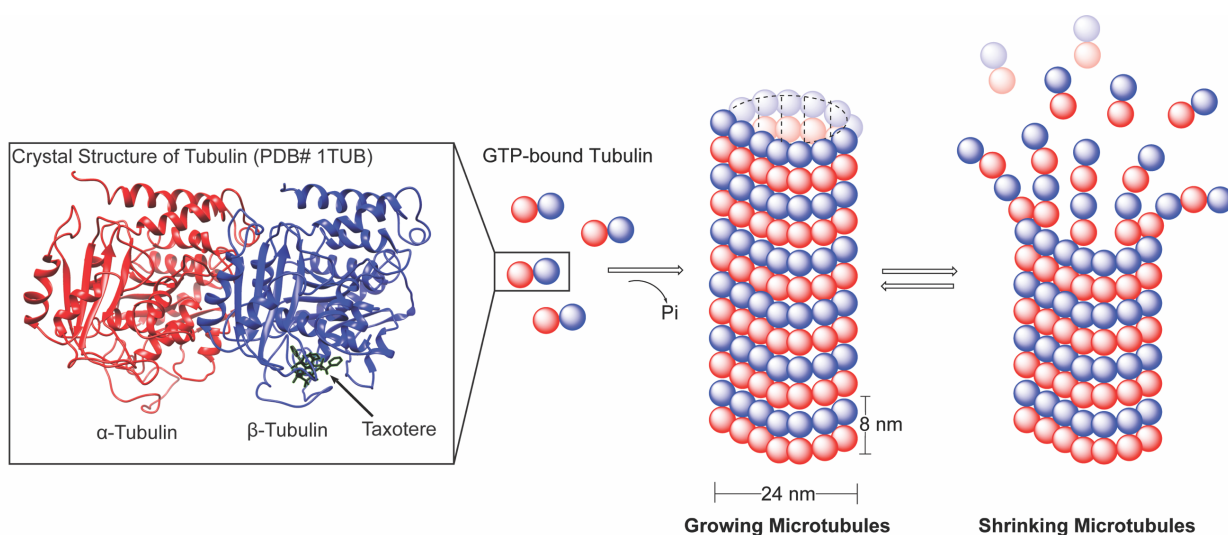 Crystal Structure of Tubulin (PDB# 1TUB)
α-Tubulin
β-Tubulin
Taxotere
GTP-bound Tubulin
Pi
8 nm
24 nm
Growing Microtubules
Shrinking Microtubules